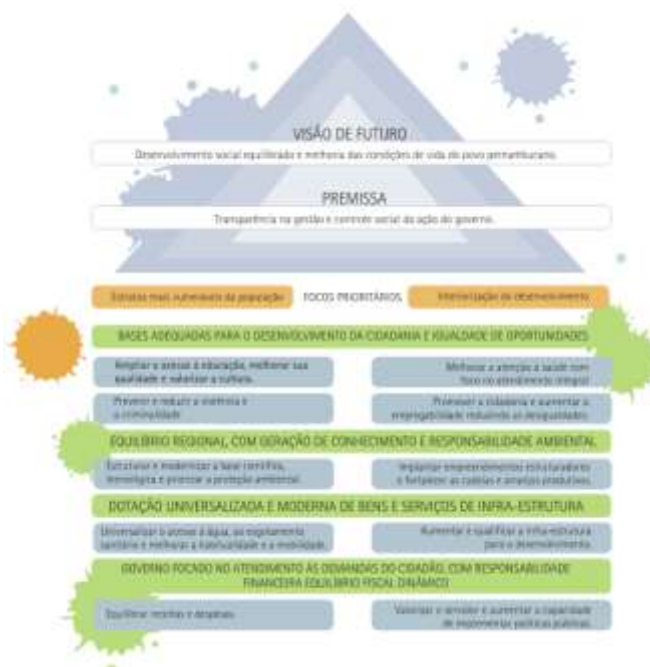 VISÃO DE FUTURO
Desenvolvimento social equilibrado e melhoria das condições de vida do povo pernambucano.
PREMISSA
Transparência na gestão e controle social da ação do governo.
Extratos mais vulneráveis da população
FOCOS PRIORITÁRIOS
Interiorização do desenvolvimento
BASES ADEQUADAS PARA O DESENVOLVIMENTO DA CIDADANIA E IGUALDADE DE OPORTUNIDADES
Ampliar o acesso à educação, melhorar sua
qualidade e valorizar a cultura.
Melhorar a atenção à saúde com
foco no atendimento integral
Prevenir e reduzir a violência e
a criminalidade
Promover a cidadania e aumentar a
empregabilidade reduzindo as desigualdades.
EQUILÍBRIO REGIONAL, COM GERAÇÃO DE CONHECIMENTO E RESPONSABILIDADE AMBIENTAL
Estruturar e modernizar a base científica,
tecnológica e priorizar a proteção ambiental.
Implantar empreendimentos estruturadores
e fortalecer as cadeias e arranjos produtivos.
DOTAÇÃO UNIVERSALIZADA E MODERNA DE BENS E SERVIÇOS DE INFRA-ESTRUTURA
Universalizar o acesso à água, ao esgotamento
sanitário e melhorar a habitabilidade e a mobilidade.
Aumentar e qualificar a infra-estrutura
para o desenvolvimento.
GOVERNO FOCADO NO ATENDIMENTO ÀS DEMANDAS DO CIDADÃO, COM RESPONSABILIDADE
FINANCEIRA EQUILÍBRIO FISCAL DINÂMICO
Equilibrar receitas e despesas.
Valorizar o servidor e aumentar a capacidade
de implementar políticas públicas.